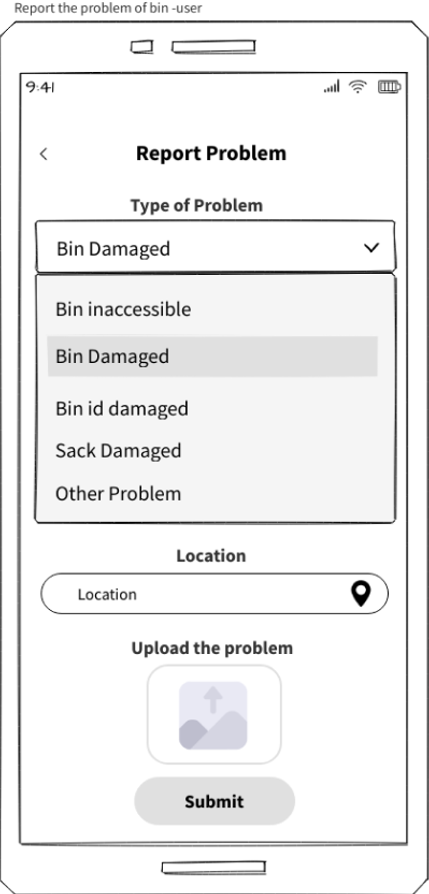 Report the problem of bin -user
9:41
Report Problem
Type of Problem
Bin Damaged
Bin inaccessible
Bin Damaged
Bin id damaged
Sack Damaged
Other Problem
Location
Location
Upload the problem
Submit